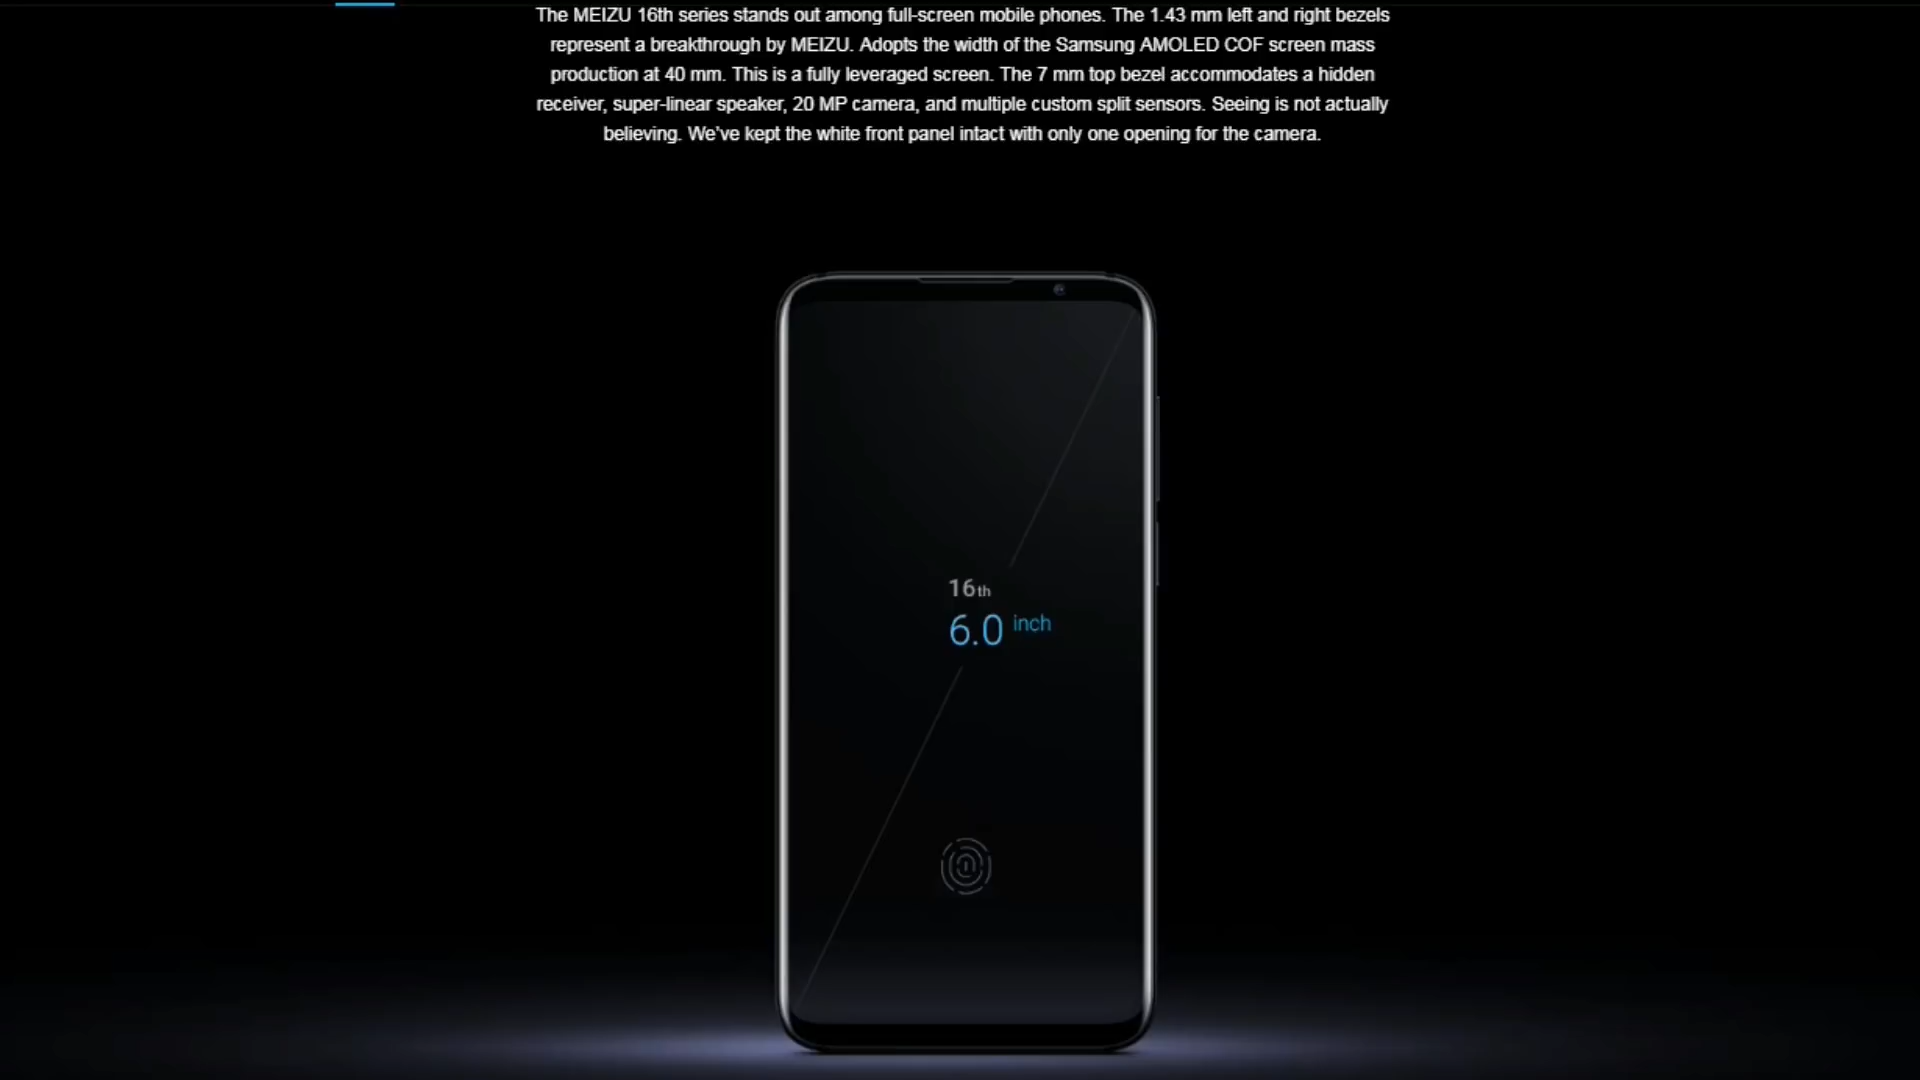 The MEIZU 16th series stands out among full-screen mobile phones. The 1.43 mm left and right bezels
represent a breakthrough by MEIZU. Adopts the width of the Samsung AMOLED COF screen mass
production at 40 mm. This is a fully leveraged screen. The 7 mm top bezel accommodates a hidden
receiver, super-linear speaker, 20 MP camera, and multiple custom split sensors. Seeing is not actually
believing. We’ve kept the white front panel intact with only one opening for the camera.
16th
6.0 inch